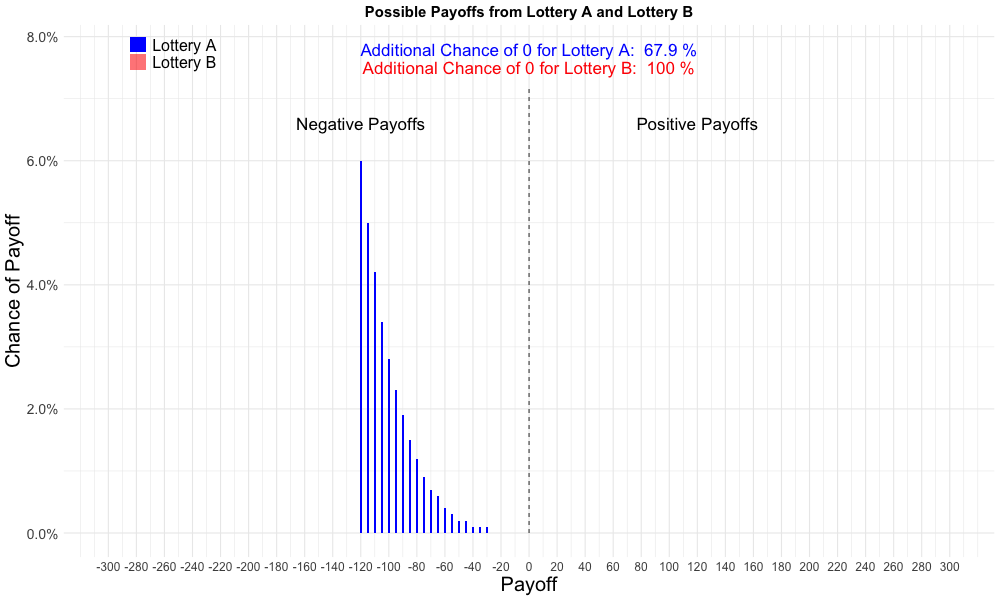 Possible Payoffs from Lottery A and Lottery B
8.0%
Lottery A
Lottery B
Additional Chance of 0 for Lottery A:  67.9 %
Additional Chance of 0 for Lottery B:  100 %
Negative Payoffs
Positive Payoffs
6.0%
4.0%
2.0%
0.0%
Chance of Payoff
-300 -280 -260 -240 -220 -200 -180 -160 -140 -120 -100 -80 -60 -40 -20 0 20 40 60 80 100 120 140 160 180 200 220 240 260 280 300
Payoff